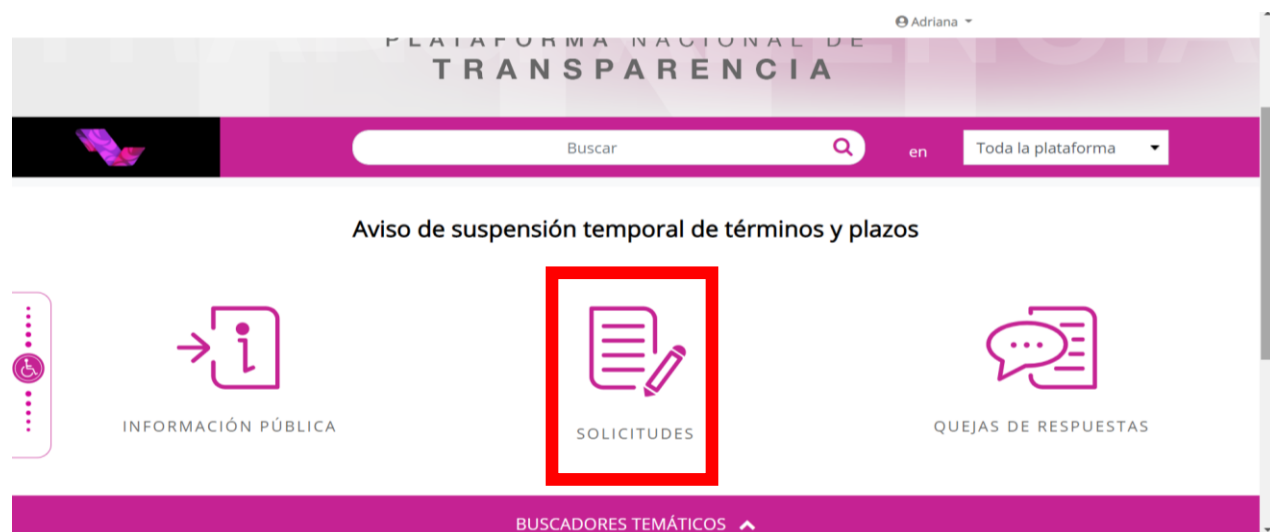 Adriana
PLATAFORMA NACIONAL DE
TRANSPARENCIA
Buscar
en
Toda la plataforma
Aviso de suspensión temporal de términos y plazos
INFORMACIÓN PÚBLICA
SOLICITUDES
QUEJAS DE RESPUESTAS
BUSCADORES TEMÁTICOS